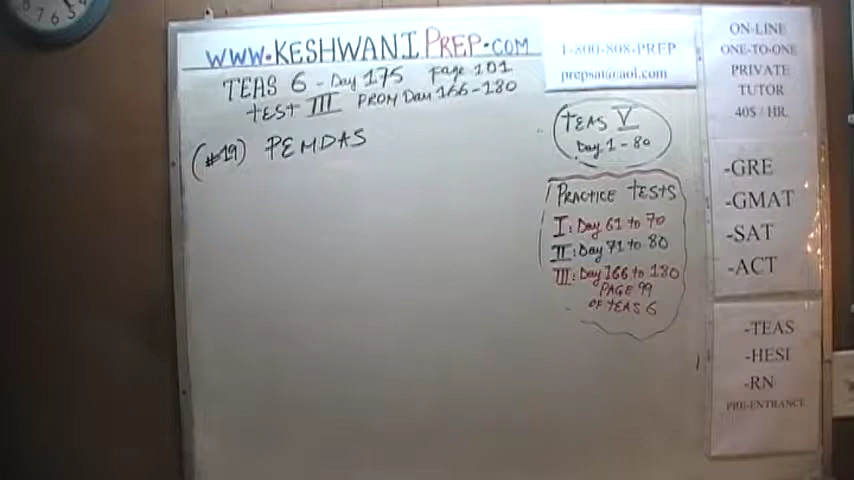 WWW.KESHWANIPREP.COM
TEAS 6 - Day 175 Page 101
TEST III FROM Day 166-180
(#19) PEMDAS
1-800-808-PREP
prepsat@aol.com
TEAS V
Day 1-80
PRACTICE TESTS
I: Day 61 to 70
II: Day 71 to 80
III: Day 166 to 180
PAGE 99
OF TEAS 6
ON-LINE
ONE-TO-ONE
PRIVATE
TUTOR
40$ / HR.
-GRE
-GMAT
-SAT
-ACT
-TEAS
-HESI
-RN
PRE-ENTRANCE
7 6 5